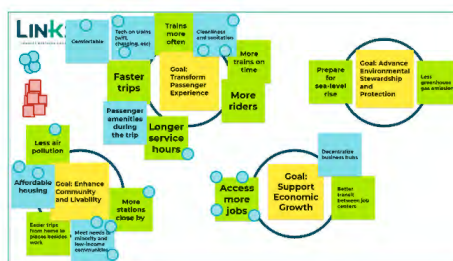 Link
Comfortable
Tech on trains (wifi,
charging, etc)
Trains
more
often
Cleanliness
and sanitation
Goal:
Transform
Passenger
Experience
More
trains on
time
Faster
trips
More
riders
Passenger
amenities
during
the trip
Longer
service
hours
Goal: Advance
Environmental
Stewardship
and
Protection
Prepare
for
sea-level
rise
Less
greenhouse
gas emission
Less air
pollution
Affordable
housing
Goal: Enhance
Community
and Livability
More
stations
close by
Easier trips
from home to
places besides
work
Meet needs in
minority and
low-income
communities
Decentralize
business hubs
Goal:
Support
Economic
Growth
Access
more
jobs
Better
transit
between job
centers